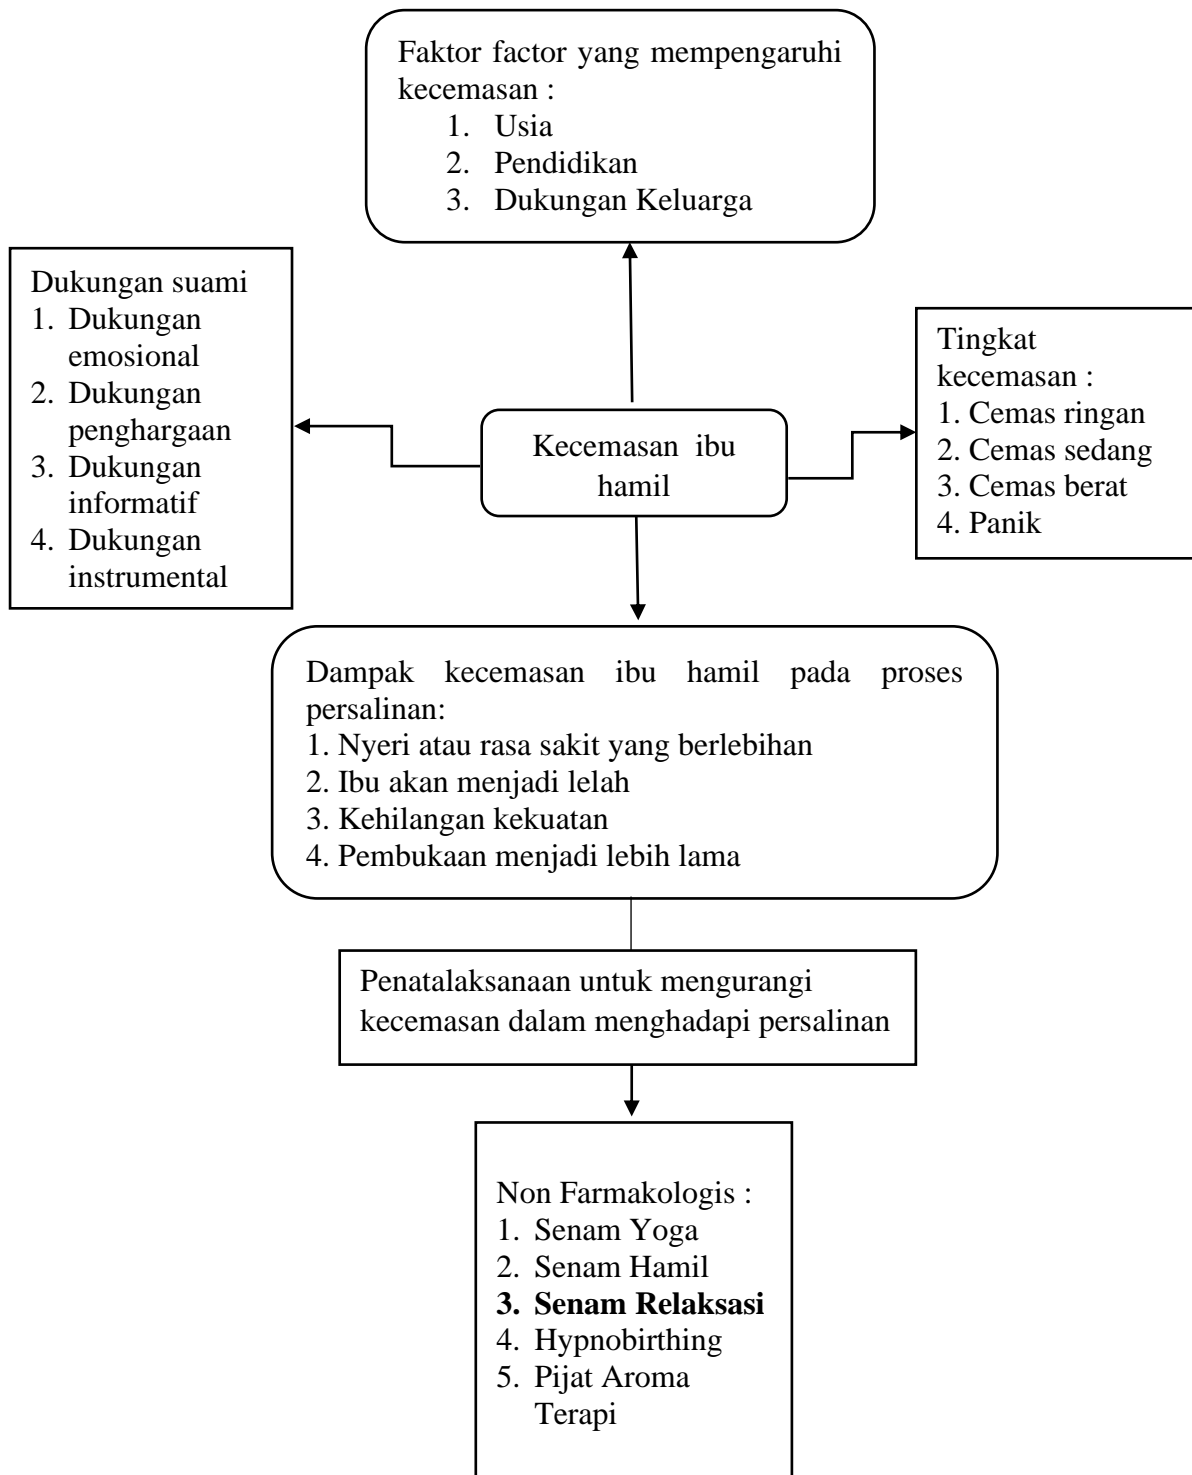 Faktor factor yang mempengaruhi
kecemasan :
1. Usia
2. Pendidikan
3. Dukungan Keluarga
Dukungan suami
1. Dukungan
emosional
2. Dukungan
penghargaan
3. Dukungan
informatif
4. Dukungan
instrumental
Kecemasan ibu
hamil
Tingkat
kecemasan :
1. Cemas ringan
2. Cemas sedang
3. Cemas berat
4. Panik
Dampak kecemasan ibu hamil pada proses
persalinan:
1. Nyeri atau rasa sakit yang berlebihan
2. Ibu akan menjadi lelah
3. Kehilangan kekuatan
4. Pembukaan menjadi lebih lama
Penatalaksanaan untuk mengurangi
kecemasan dalam menghadapi persalinan
Non Farmakologis :
1. Senam Yoga
2. Senam Hamil
3. Senam Relaksasi
4. Hypnobirthing
5. Pijat Aroma
Terapi